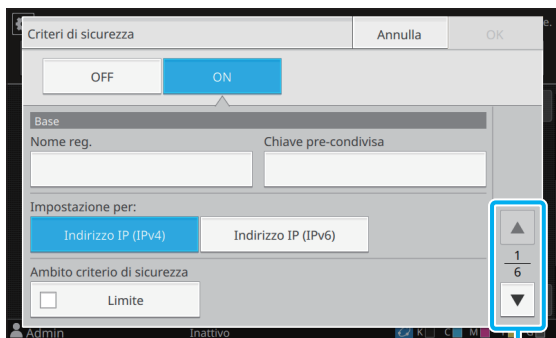 Criteri di sicurezza Annulla OK
e.
OFF ON
Base
Nome reg. Chiave pre-condivisa
Impostazione per:
Indirizzo IP (IPv4) Indirizzo IP (IPv6)
1
6
Ambito criterio di sicurezza
Limite
Admin Inattivo K C M